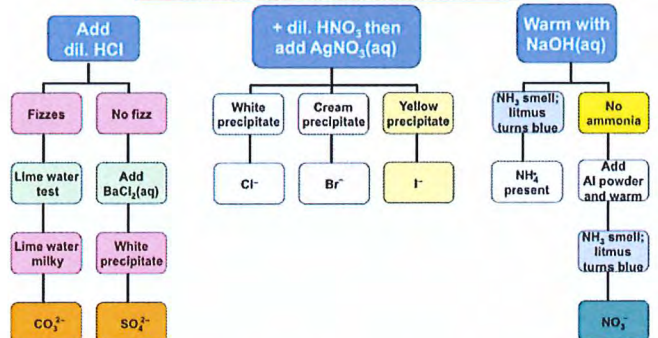 Add
dil. HCl
+ dil. HNO₃ then
add AgNO₃(aq)
Warm with
NaOH(aq)
Fizzes
No fizz
White
precipitate
Cream
precipitate
Yellow
precipitate
NH₃ smell;
litmus
turns blue
No
ammonia
Lime water
test
Add
BaCl₂(aq)
Cl⁻
Br⁻
I⁻
NH₄⁺
present
Add
Al powder
and warm
Lime water
milky
White
precipitate
NH₃ smell;
litmus
turns blue
CO₃²⁻
SO₄²⁻
NO₃⁻